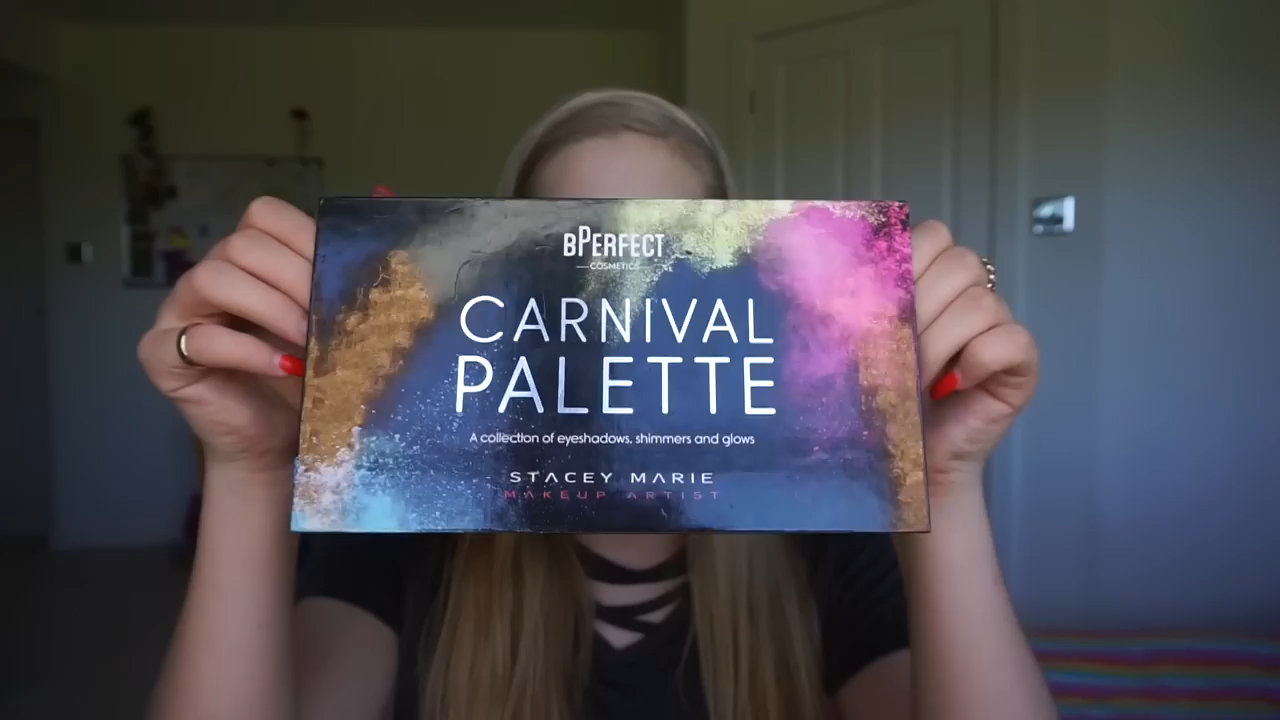 BPERFECT
COSMETICS
CARNIVAL
PALETTE
A collection of eyeshadows, shimmers and glows
STACEY MARIE
MAKEUP ARTIST